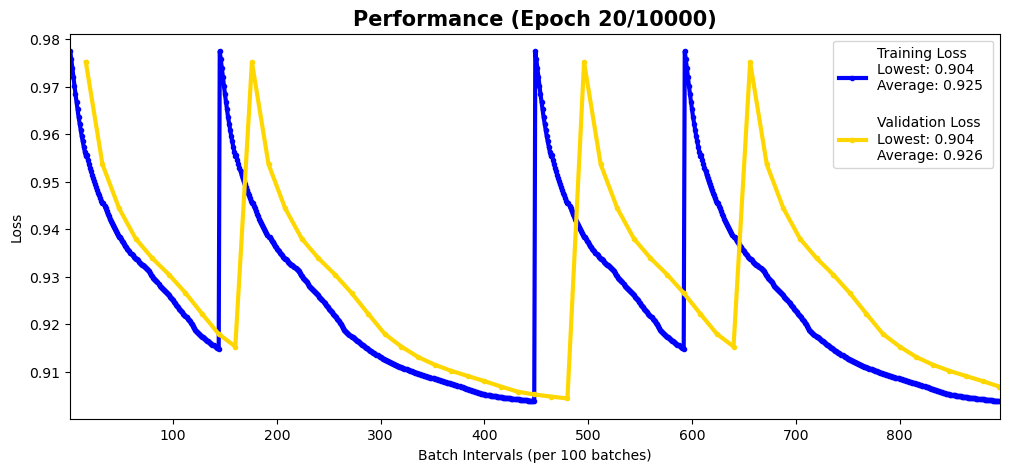 Performance (Epoch 20/10000)
0.98
0.97
0.96
0.95
0.94
0.93
0.92
0.91
Loss
Training Loss
Lowest: 0.904
Average: 0.925
Validation Loss
Lowest: 0.904
Average: 0.926
100 200 300 400 500 600 700 800
Batch Intervals (per 100 batches)